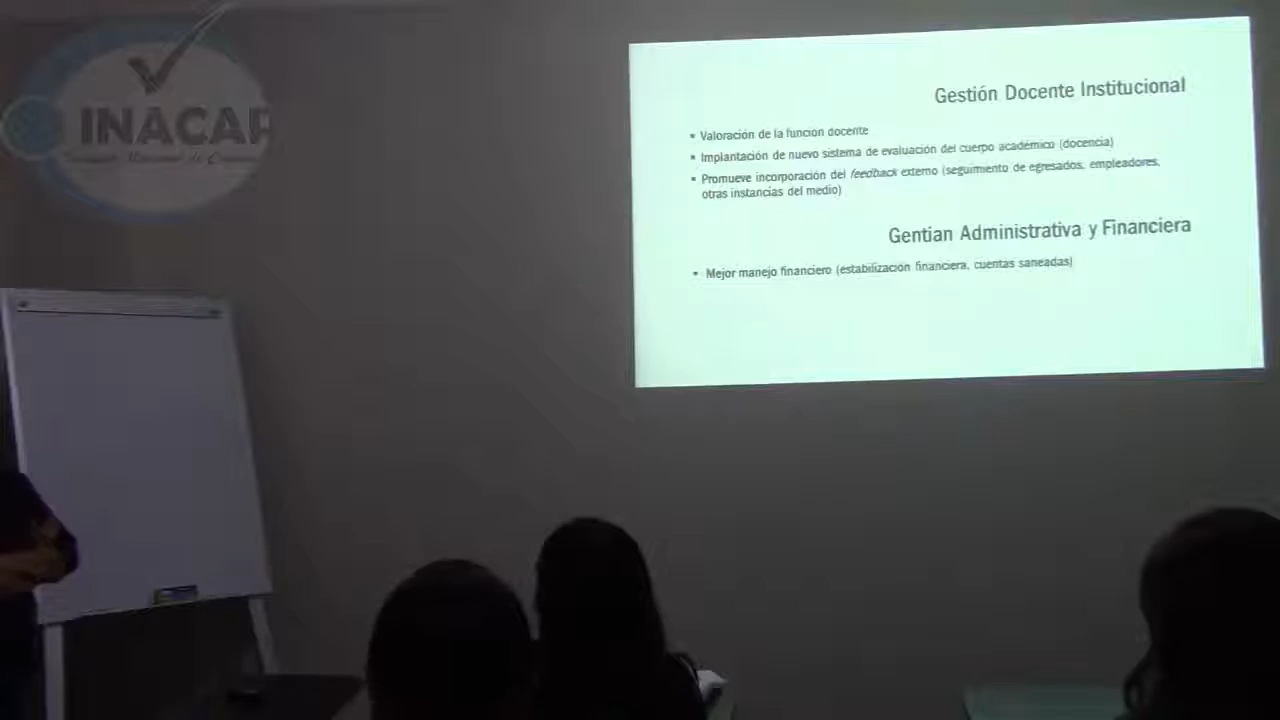 INACAP
Gestión Docente Institucional
▪ Valoración de la función docente
▪ Implantación de nuevo sistema de evaluación del cuerpo académico (docencia)
▪ Promueve incorporación del feedback externo (seguimiento de egresados, empleadores,
otras instancias del medio)
Gentian Administrativa y Financiera
▪ Mejor manejo financiero (estabilización financiera, cuentas saneadas)